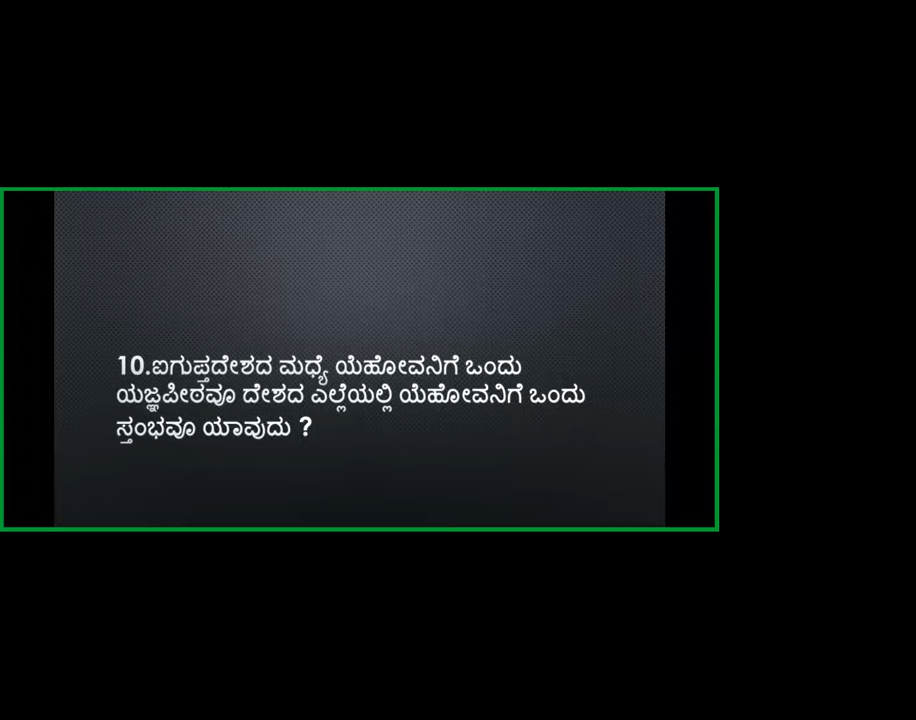 10.ಐಗುಪ್ತದೇಶದ ಮಧ್ಯೆ ಯೆಹೋವನಿಗೆ ಒಂದು
ಯಜ್ಞಪೀಠವೂ ದೇಶದ ಎಲ್ಲೆಯಲ್ಲಿ ಯೆಹೋವನಿಗೆ ಒಂದು
ಸ್ತಂಭವೂ ಯಾವುದು ?